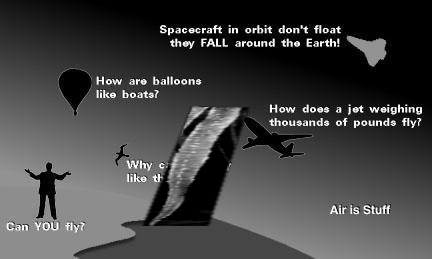 Spacecraft in orbit don't float
they FALL around the Earth!
How are balloons
like boats?
How does a jet weighing
thousands of pounds fly?
Why
like
Air is Stuff
Can YOU fly?